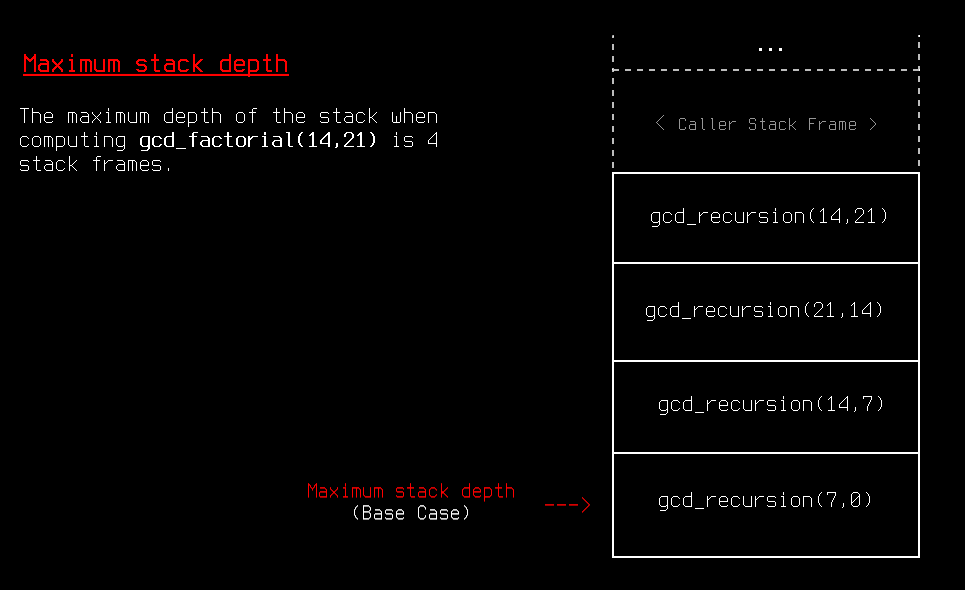 Maximum stack depth
The maximum depth of the stack when
computing gcd_factorial(14,21) is 4
stack frames.
...
< Caller Stack Frame >
gcd_recursion(14,21)
gcd_recursion(21,14)
gcd_recursion(14,7)
gcd_recursion(7,0)
Maximum stack depth
(Base Case)
--->